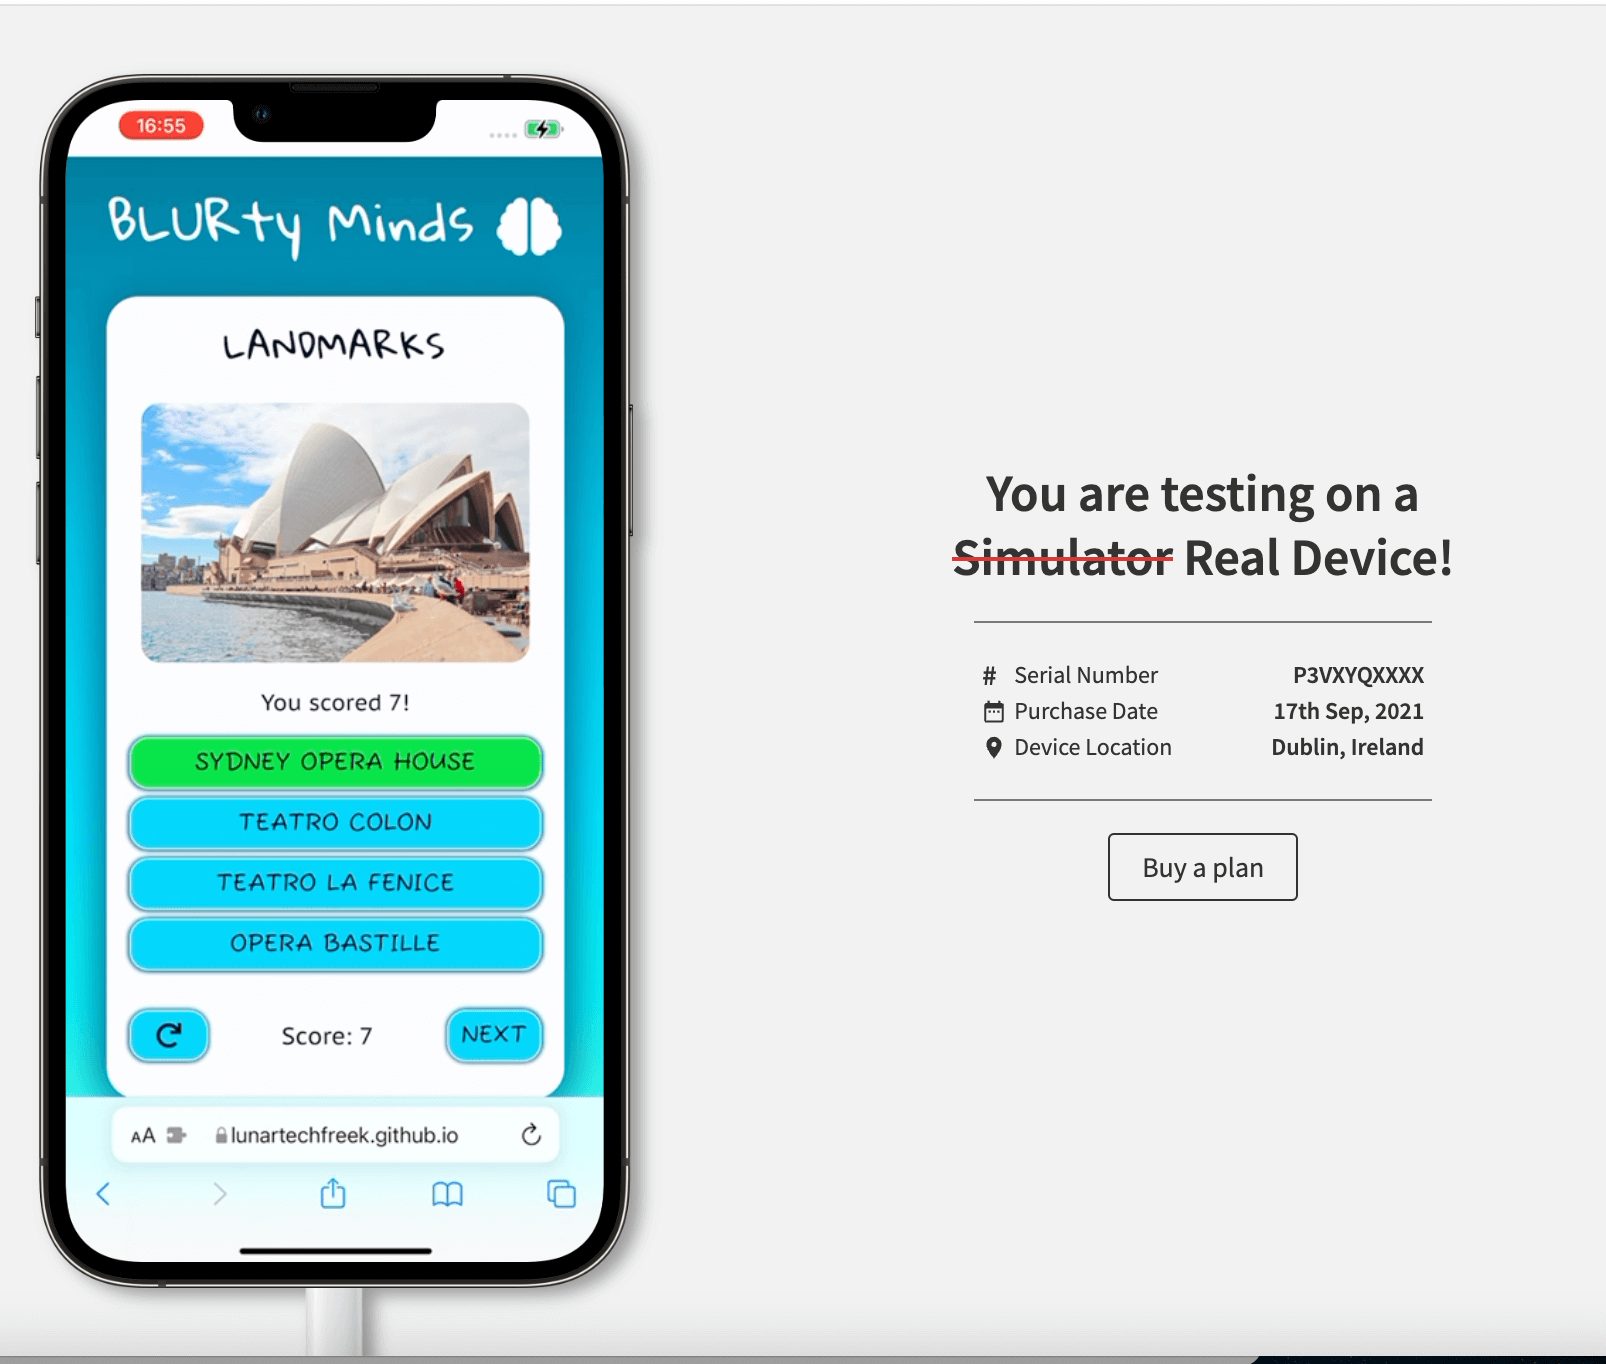 16:55
BLURty Minds
LANDMARKS
You scored 7!
SYDNEY OPERA HOUSE
TEATRO COLON
TEATRO LA FENICE
OPERA BASTILLE
Score: 7
NEXT
AA
lunartechfreek.github.io
You are testing on a
Simulator Real Device!
# Serial Number P3VXYQXXXX
Purchase Date 17th Sep, 2021
Device Location Dublin, Ireland
Buy a plan